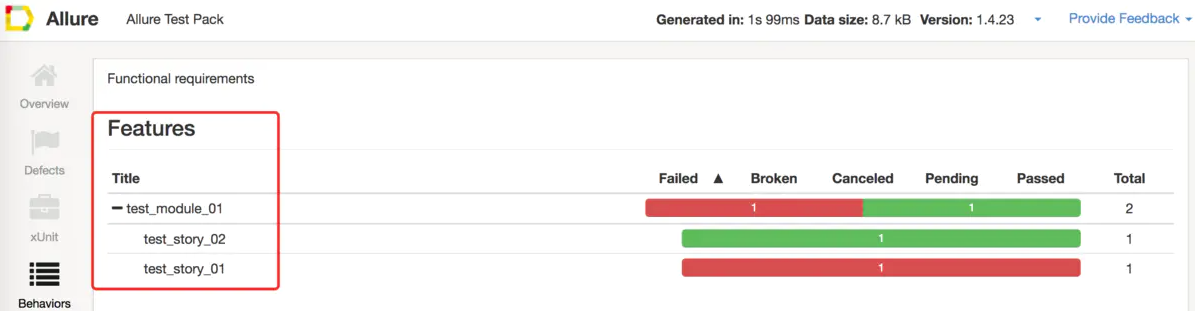 Allure Allure Test Pack Generated in: 1s 99ms Data size: 8.7 kB Version: 1.4.23 Provide Feedback
Overview
Defects
xUnit
Behaviors
Functional requirements
Features
Title Failed ▲ Broken Canceled Pending Passed Total
test_module_01 1 1 2
test_story_02 1 1
test_story_01 1 1